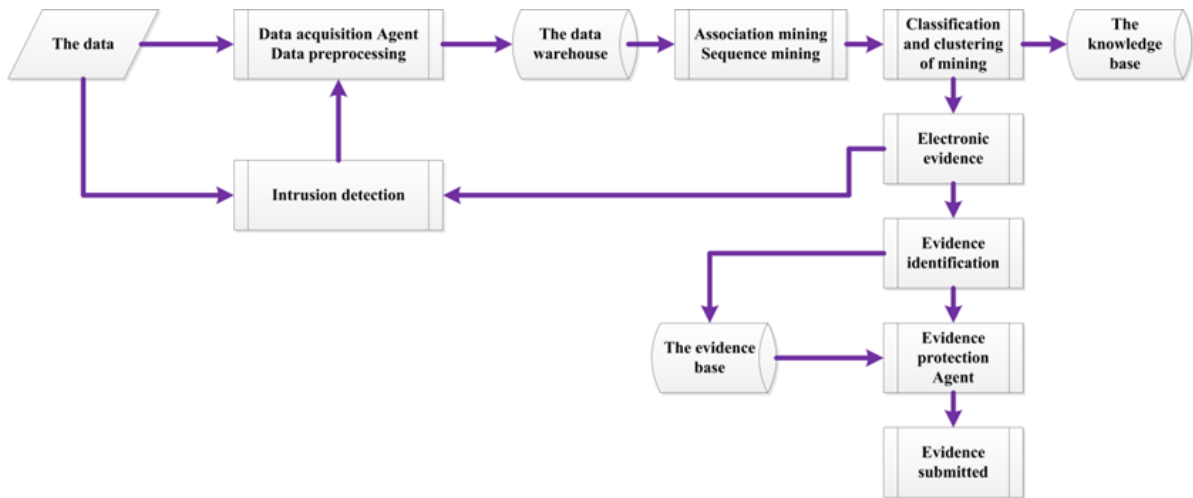 The data
Data acquisition Agent
Data preprocessing
The data
warehouse
Association mining
Sequence mining
Classification
and clustering
of mining
The
knowledge
base
Electronic
evidence
Intrusion detection
Evidence
identification
The evidence
base
Evidence
protection
Agent
Evidence
submitted